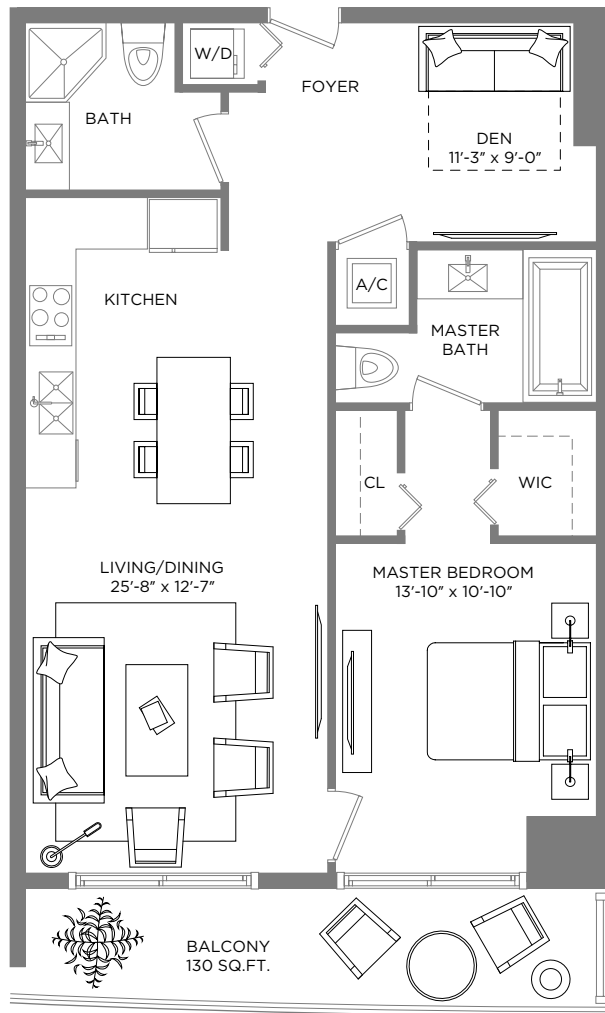 W/D
FOYER
BATH
DEN
11'-3" x 9'-0"
A/C
KITCHEN
MASTER
BATH
CL
WIC
LIVING/DINING
25'-8" x 12'-7"
MASTER BEDROOM
13'-10" x 10'-10"
BALCONY
130 SQ.FT.